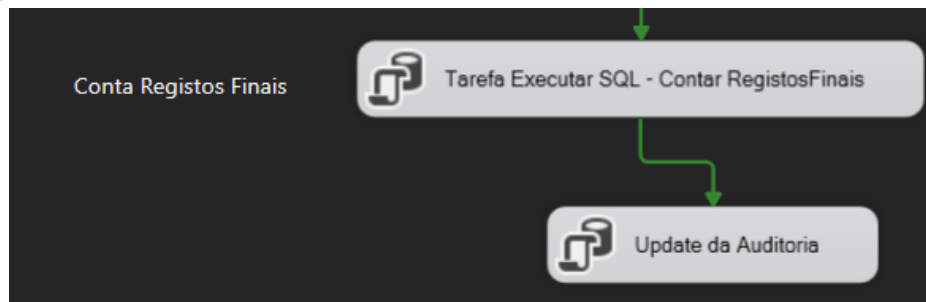 Conta Registos Finais
Tarefa Executar SQL - Contar RegistosFinais
Update da Auditoria